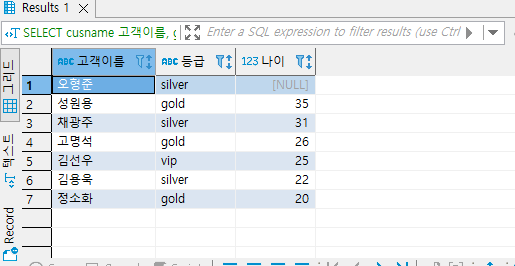 Results 1
SELECT cusname 고객이름, g Enter a SQL expression to filter results (use Ctrl
그리드
텍스트
Record
ABC 고객이름 ABC 등급 123 나이
1 오형준 silver [NULL]
2 성원용 gold 35
3 채광주 silver 31
4 고명석 gold 26
5 김선우 vip 25
6 김용욱 silver 22
7 정소화 gold 20